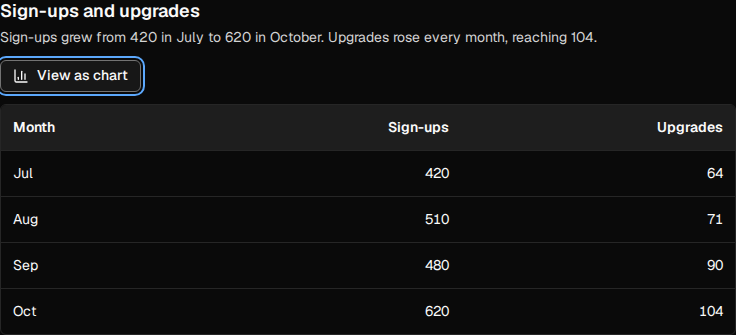 Sign-ups and upgrades
Sign-ups grew from 420 in July to 620 in October. Upgrades rose every month, reaching 104.
View as chart
Month Sign-ups Upgrades
Jul 420 64
Aug 510 71
Sep 480 90
Oct 620 104